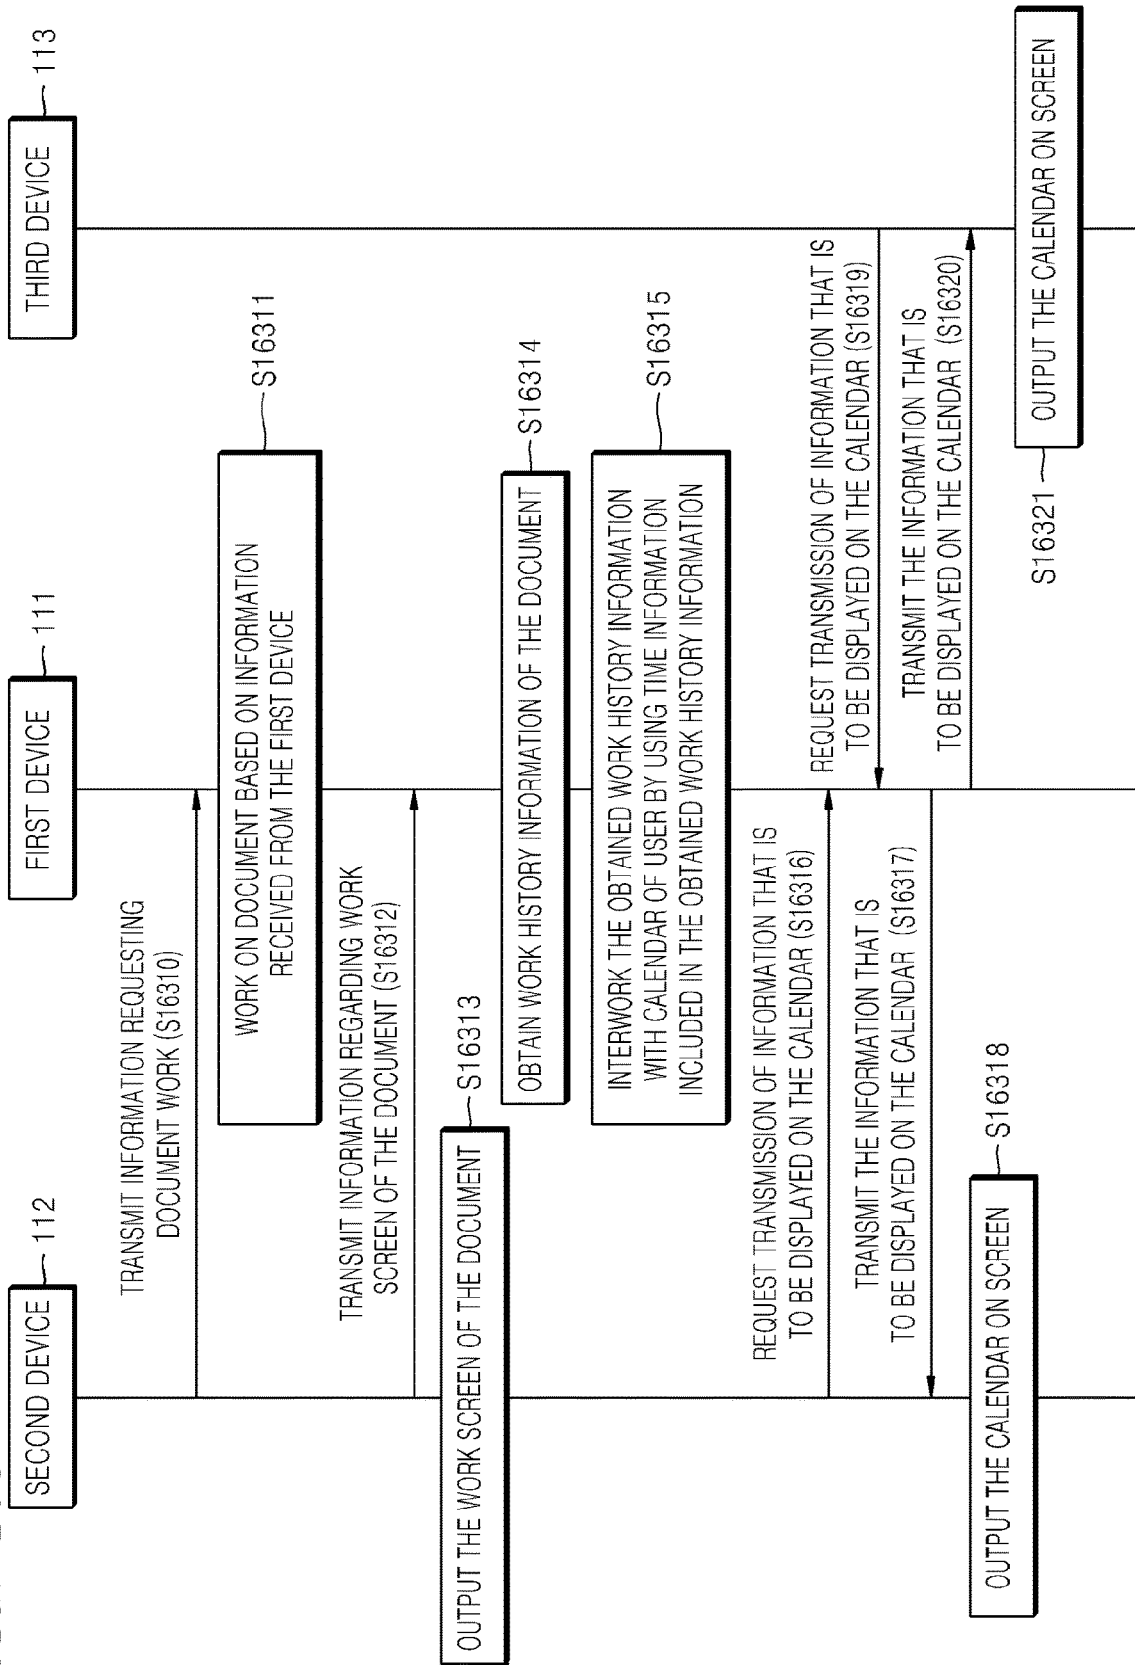 SECOND DEVICE
112
FIRST DEVICE
111
THIRD DEVICE
113
TRANSMIT INFORMATION REQUESTING
DOCUMENT WORK (S16310)
WORK ON DOCUMENT BASED ON INFORMATION
RECEIVED FROM THE FIRST DEVICE
S16311
TRANSMIT INFORMATION REGARDING WORK
SCREEN OF THE DOCUMENT (S16312)
OUTPUT THE WORK SCREEN OF THE DOCUMENT
S16313
OBTAIN WORK HISTORY INFORMATION OF THE DOCUMENT
S16314
INTERWORK THE OBTAINED WORK HISTORY INFORMATION
WITH CALENDAR OF USER BY USING TIME INFORMATION
INCLUDED IN THE OBTAINED WORK HISTORY INFORMATION
S16315
REQUEST TRANSMISSION OF INFORMATION THAT IS
TO BE DISPLAYED ON THE CALENDAR (S16316)
TRANSMIT THE INFORMATION THAT IS
TO BE DISPLAYED ON THE CALENDAR (S16317)
OUTPUT THE CALENDAR ON SCREEN
S16318
REQUEST TRANSMISSION OF INFORMATION THAT IS
TO BE DISPLAYED ON THE CALENDAR (S16319)
TRANSMIT THE INFORMATION THAT IS
TO BE DISPLAYED ON THE CALENDAR (S16320)
S16321
OUTPUT THE CALENDAR ON SCREEN